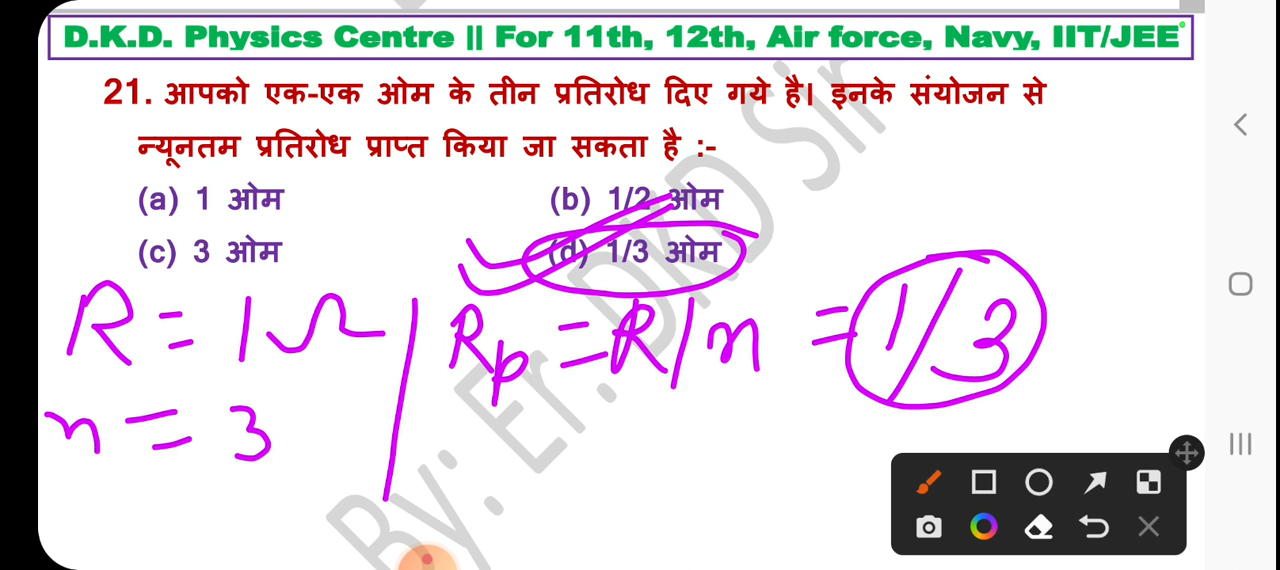 D.K.D. Physics Centre || For 11th, 12th, Air force, Navy, IIT/JEE
21. आपको एक-एक ओम के तीन प्रतिरोध दिए गये है। इनके संयोजन से
न्यूनतम प्रतिरोध प्राप्त किया जा सकता है :-
(a) 1 ओम (b) 1/2 ओम
(c) 3 ओम (d) 1/3 ओम
R = 1Ω Rp = R/n = 1/3
n = 3
By: Er. DKD Sir